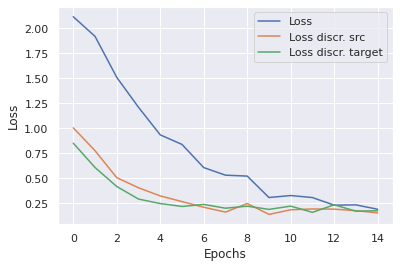 Loss
Loss discr. src
Loss discr. target
2.00
1.75
1.50
1.25
1.00
0.75
0.50
0.25
Loss
0 2 4 6 8 10 12 14
Epochs